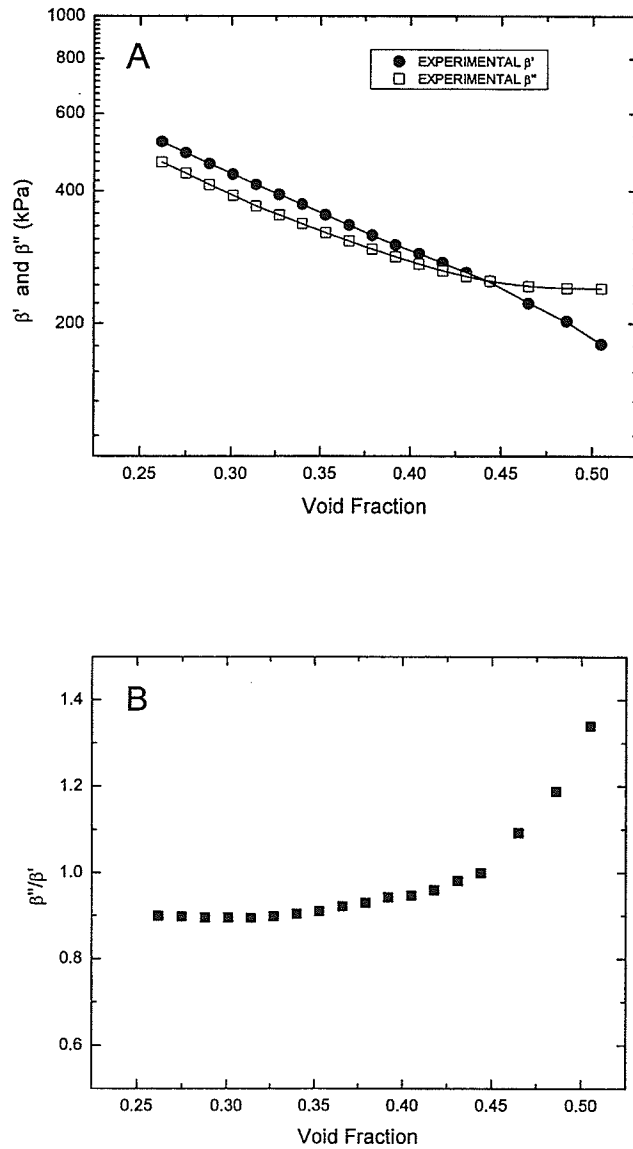 A
EXPERIMENTAL β'
EXPERIMENTAL β"
1000
800
600
400
200
β' and β" (kPa)
0.25 0.30 0.35 0.40 0.45 0.50
Void Fraction
B
1.4
1.2
1.0
0.8
0.6
β"/β'
0.25 0.30 0.35 0.40 0.45 0.50
Void Fraction